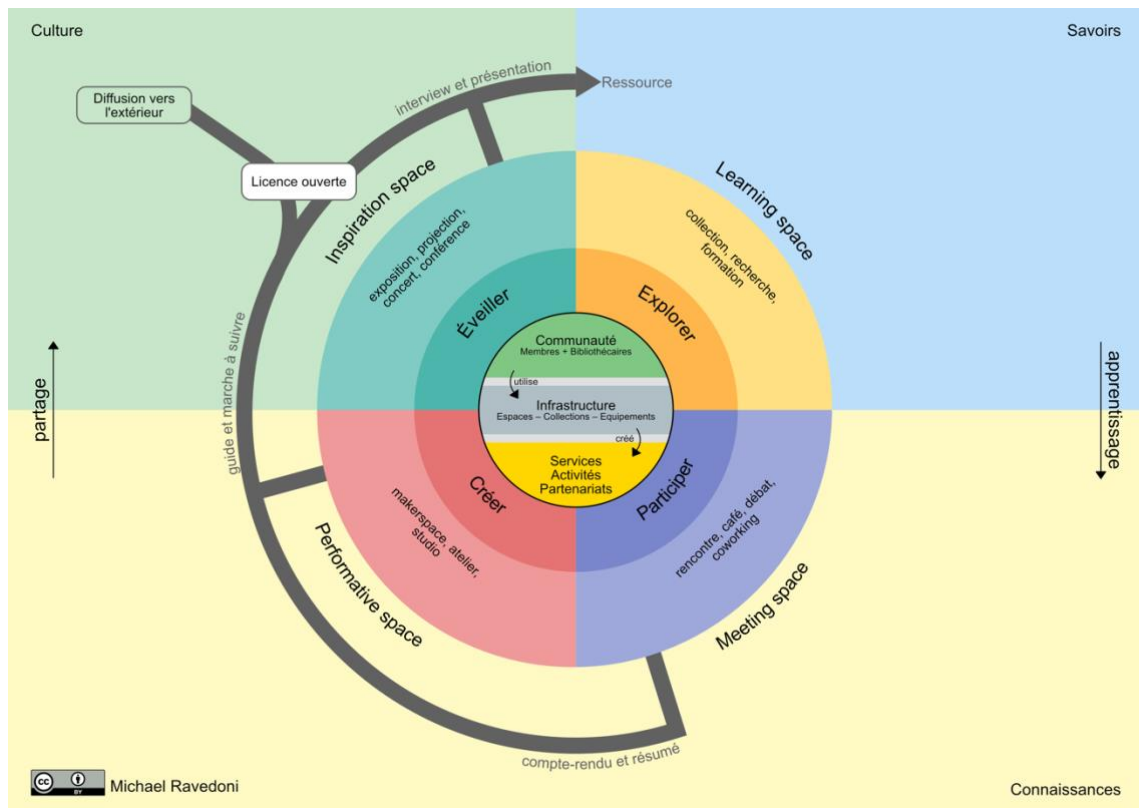 Culture
Savoirs
Diffusion vers
l'extérieur
interview et présentation
Ressource
Licence ouverte
Inspiration space
Learning space
exposition, projection,
concert, conférence
collection, recherche,
formation
Éveiller
Explorer
Communauté
Membres + Bibliothécaires
utilise
Infrastructure
Espaces – Collections – Equipements
créé
Services
Activités
Partenariats
partage
apprentissage
guide et marche à suivre
Créer
Participer
makerspace, atelier,
studio
rencontre, café, débat,
coworking
Performative space
Meeting space
compte-rendu et résumé
cc
BY
Michael Ravedoni
Connaissances